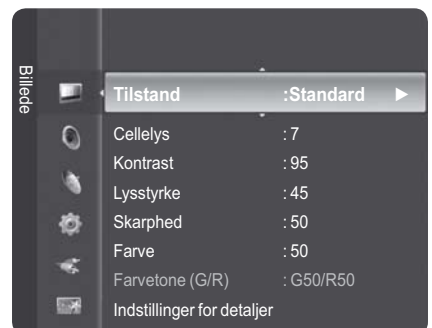 Billede
Tilstand :Standard
Cellelys : 7
Kontrast : 95
Lysstyrke : 45
Skarphed : 50
Farve : 50
Farvetone (G/R) : G50/R50
Indstillinger for detaljer